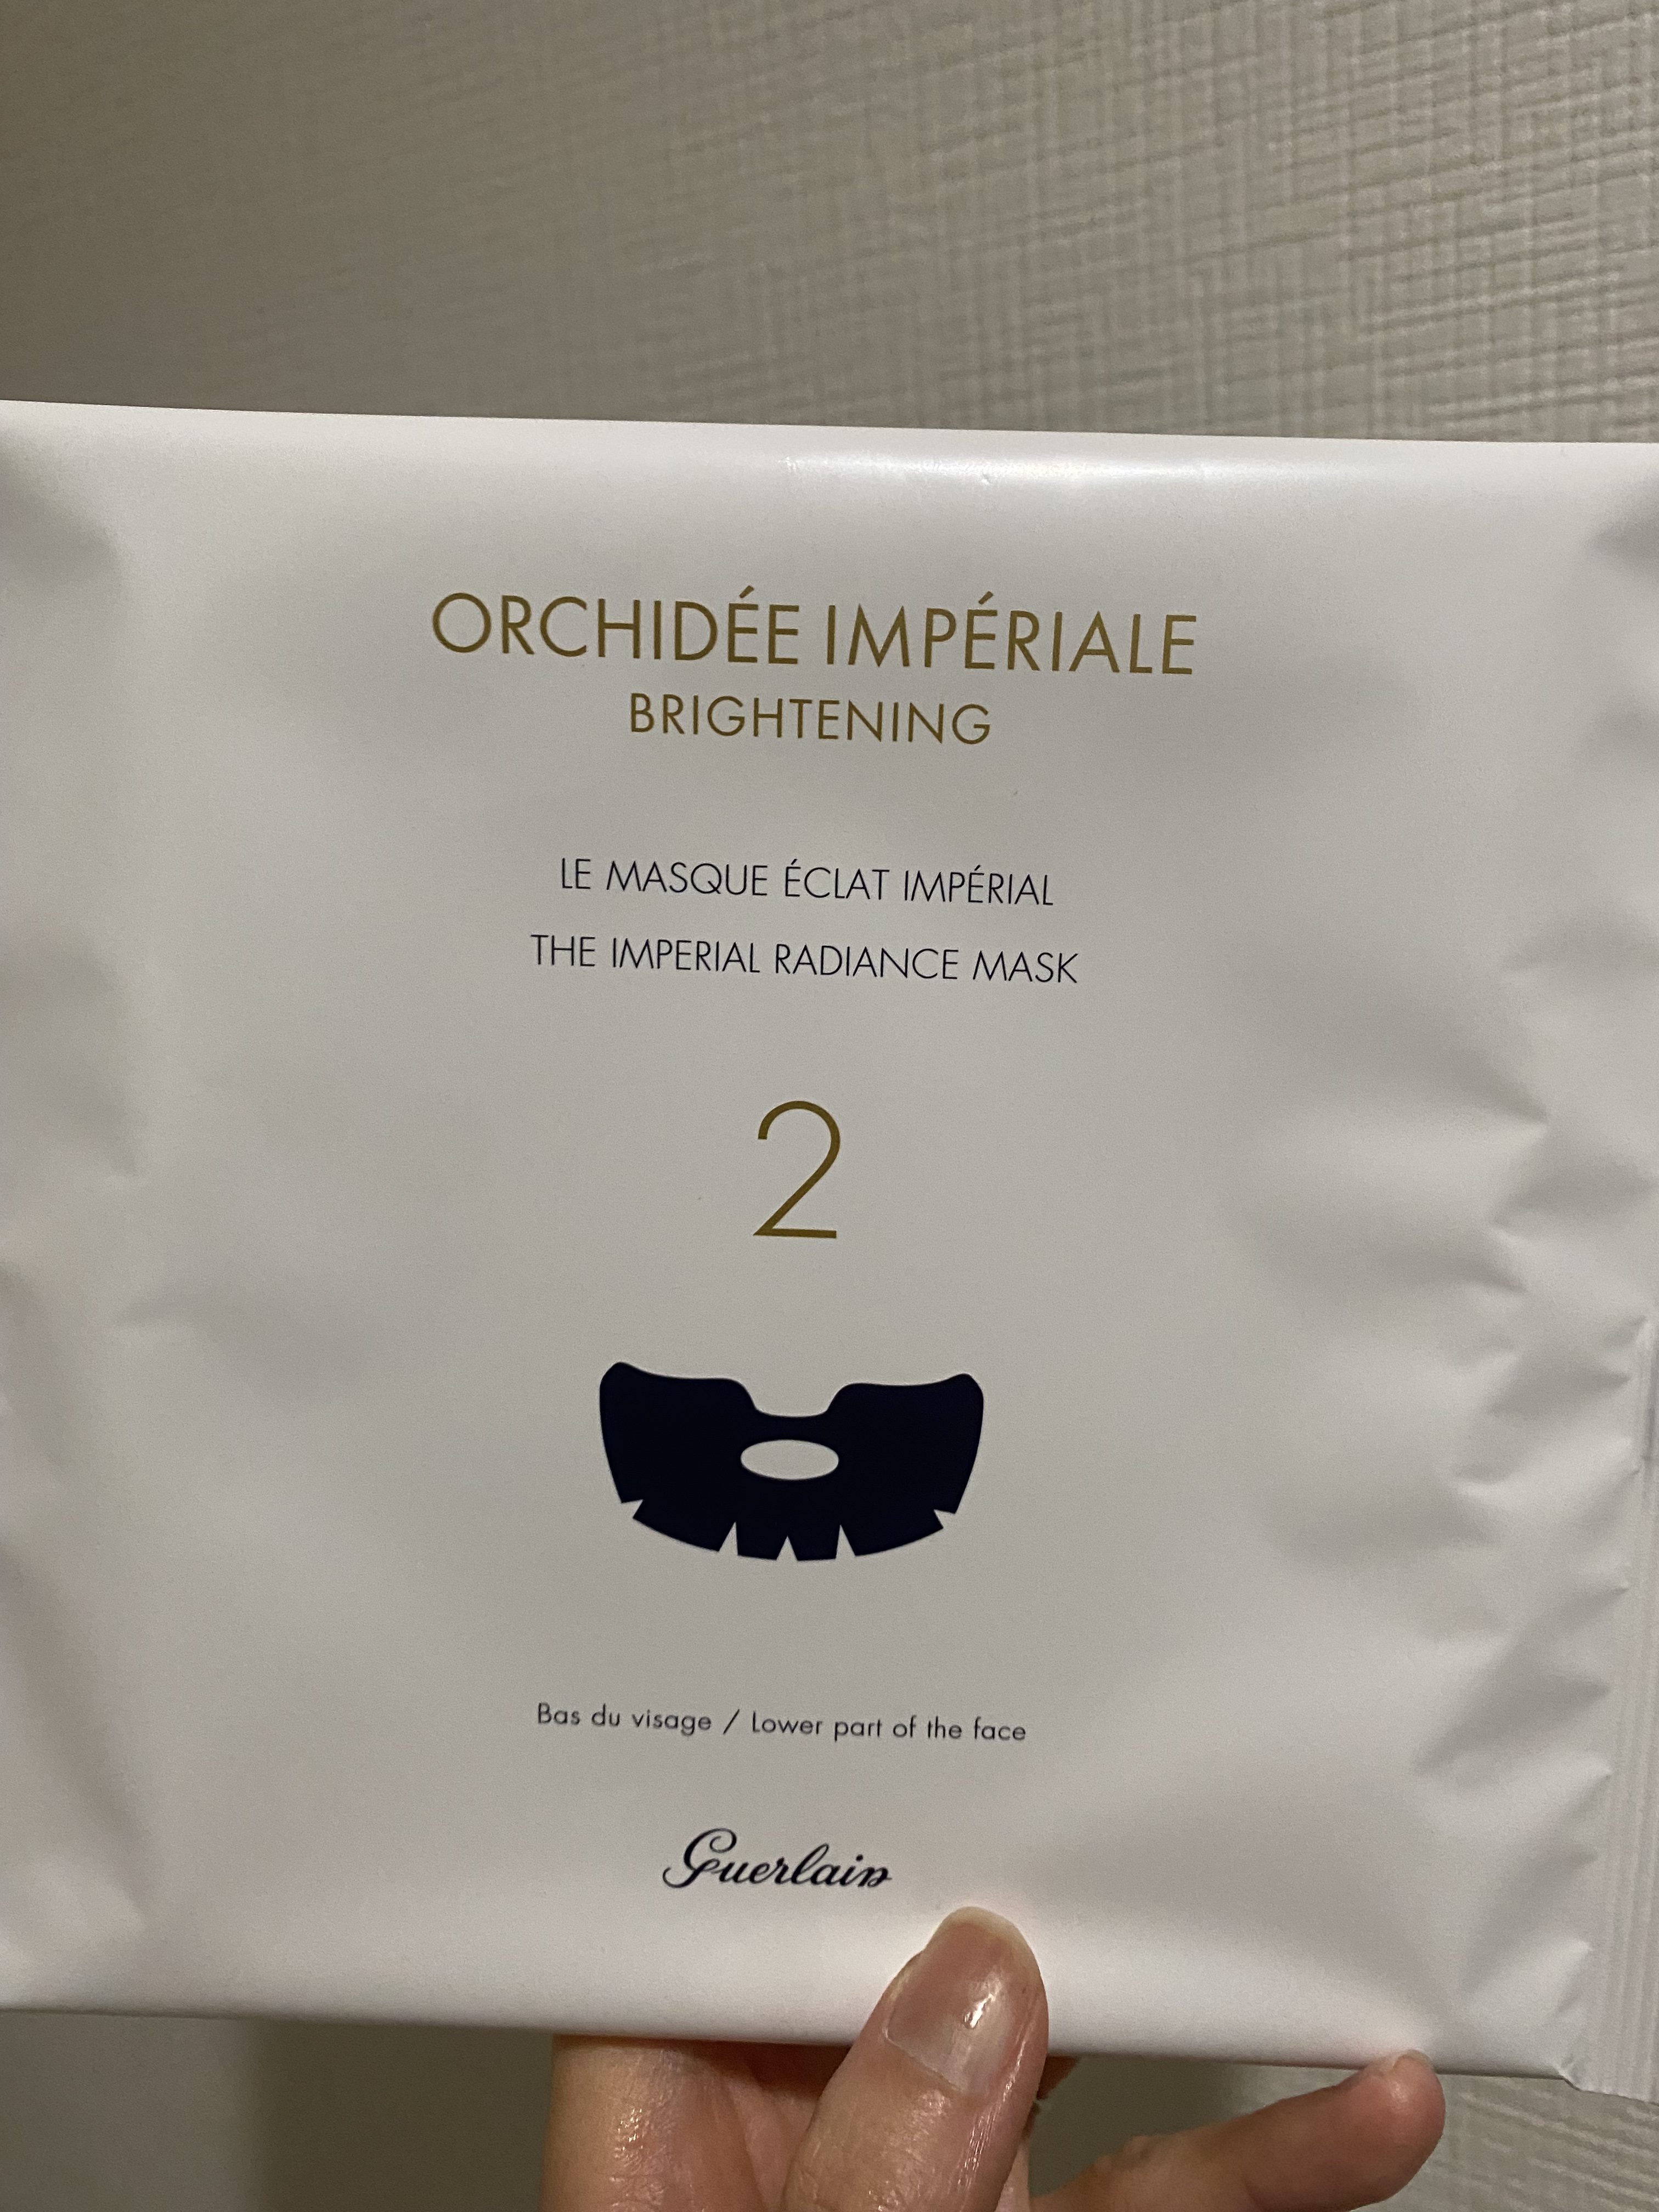 ORCHIDÉE IMPÉRIALE
BRIGHTENING
LE MASQUE ÉCLAT IMPÉRIAL
THE IMPERIAL RADIANCE MASK
2
Bas du visage / Lower part of the face
Guerlain